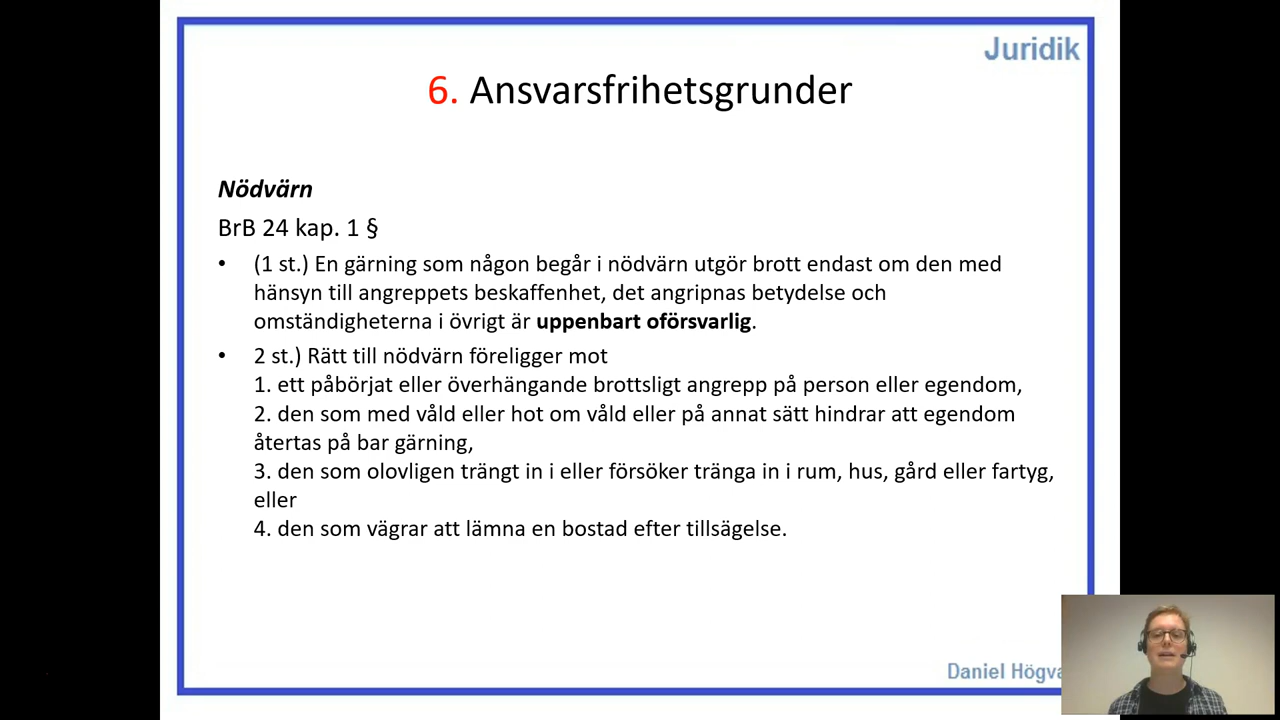 Juridik
6. Ansvarsfrihetsgrunder
Nödvärn
BrB 24 kap. 1 §
• (1 st.) En gärning som någon begår i nödvärn utgör brott endast om den med
hänsyn till angreppets beskaffenhet, det angripnas betydelse och
omständigheterna i övrigt är uppenbart oförsvarlig.
• 2 st.) Rätt till nödvärn föreligger mot
1. ett påbörjat eller överhängande brottsligt angrepp på person eller egendom,
2. den som med våld eller hot om våld eller på annat sätt hindrar att egendom
återtas på bar gärning,
3. den som olovligen trängt in i eller försöker tränga in i rum, hus, gård eller fartyg,
eller
4. den som vägrar att lämna en bostad efter tillsägelse.
Daniel